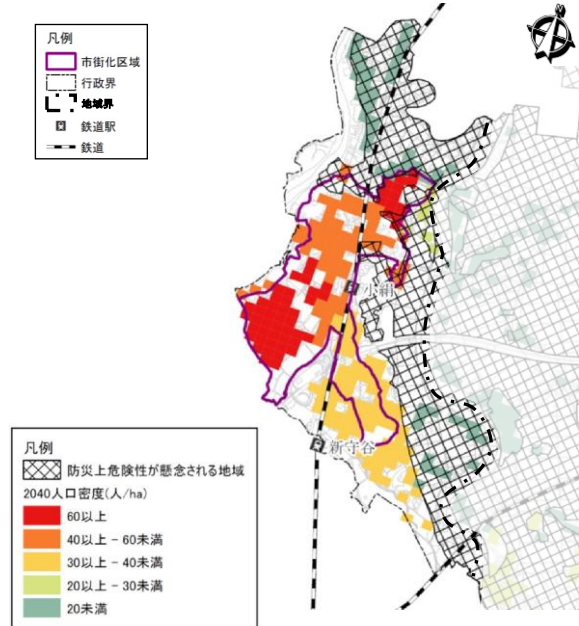 凡例
市街化区域
行政界
地域界
鉄道駅
鉄道
小絹
新守谷
凡例
防災上危険性が懸念される地域
2040人口密度(人/ha)
60以上
40以上 - 60未満
30以上 - 40未満
20以上 - 30未満
20未満